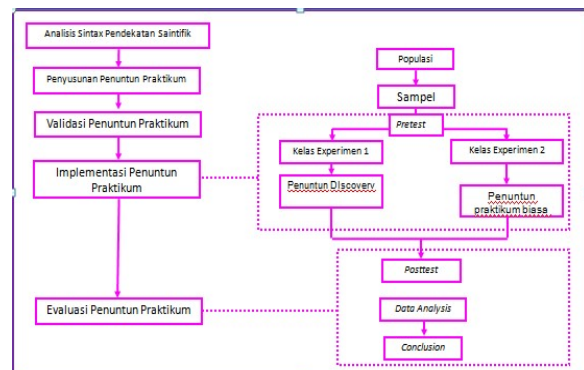 Analisis Sintax Pendekatan Saintifik
Penyusunan Penuntun Praktikum
Validasi Penuntun Praktikum
Implementasi Penuntun
Praktikum
Evaluasi Penuntun Praktikum
Populasi
Sampel
Pretest
Kelas Experimen 1
Kelas Experimen 2
Penuntun DIscovery
Penuntun
praktikum biasa
Posttest
Data Analysis
Conclusion